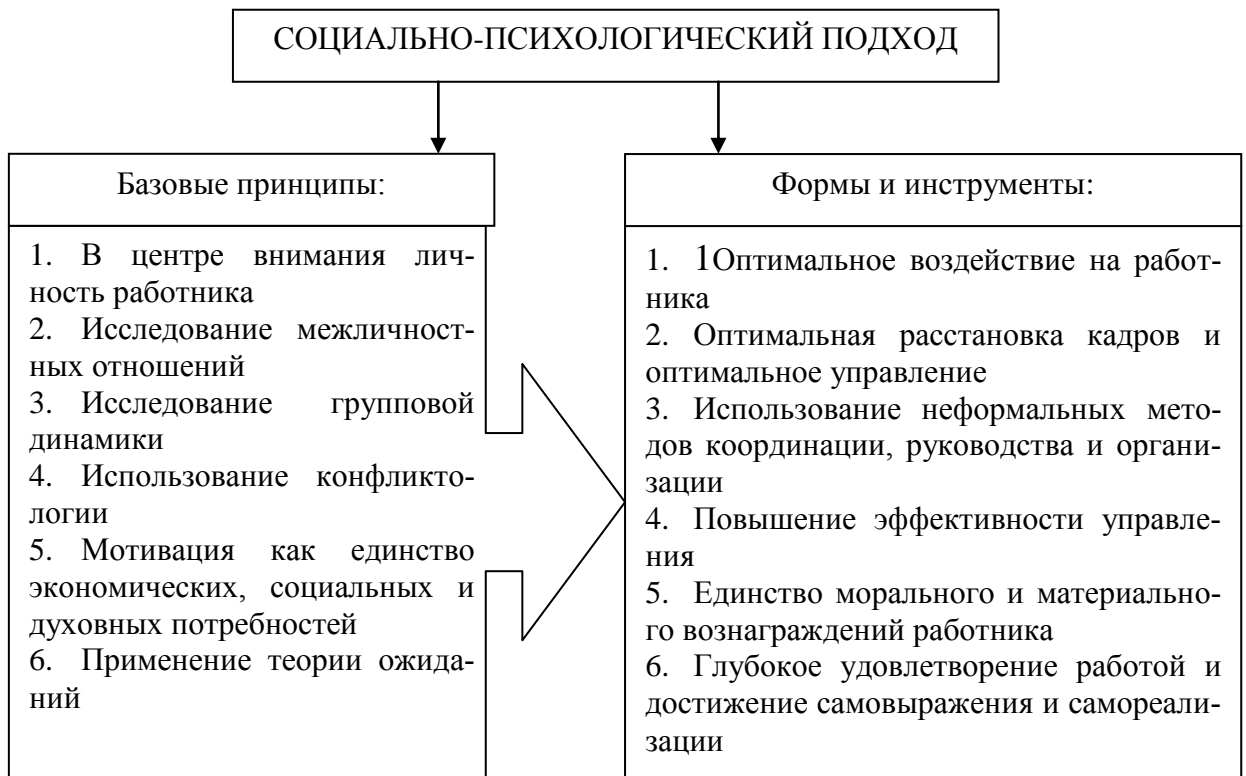 СОЦИАЛЬНО-ПСИХОЛОГИЧЕСКИЙ ПОДХОД
Базовые принципы:
1. В центре внимания лич-
ность работника
2. Исследование межличност-
ных отношений
3. Исследование групповой
динамики
4. Использование конфликто-
логии
5. Мотивация как единство
экономических, социальных и
духовных потребностей
6. Применение теории ожида-
ний
Формы и инструменты:
1. 1Оптимальное воздействие на работ-
ника
2. Оптимальная расстановка кадров и
оптимальное управление
3. Использование неформальных мето-
дов координации, руководства и органи-
зации
4. Повышение эффективности управле-
ния
5. Единство морального и материально-
го вознаграждений работника
6. Глубокое удовлетворение работой и
достижение самовыражения и самореали-
зации